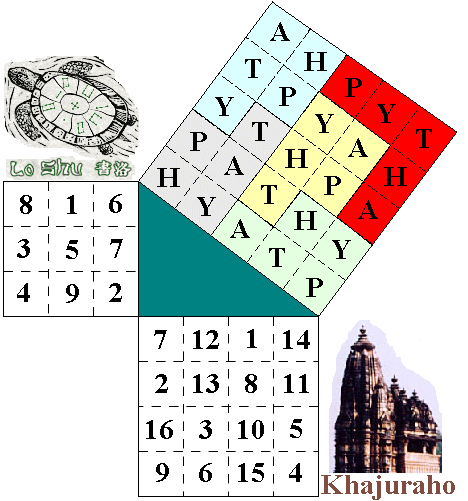 A H P Y T
T P Y A H
Y T H P A
P A T H Y
H Y A T P
Lo Shu 書洛
8 1 6
3 5 7
4 9 2
7 12 1 14
2 13 8 11
16 3 10 5
9 6 15 4
Khajuraho